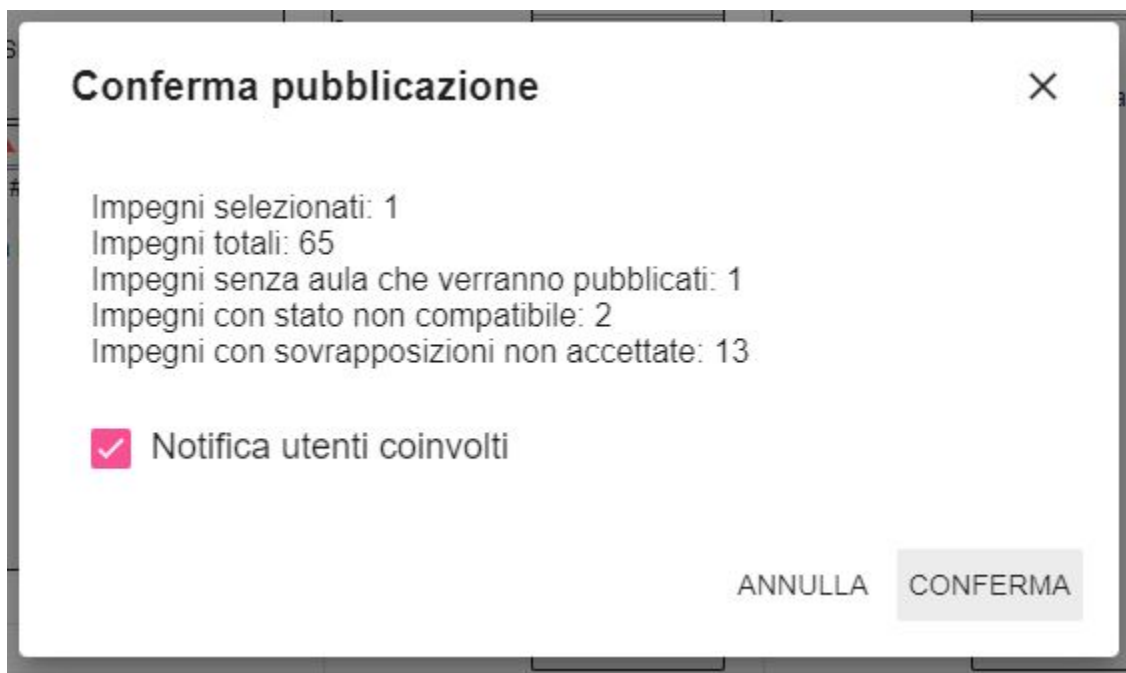 Conferma pubblicazione
Impegni selezionati: 1
Impegni totali: 65
Impegni senza aula che verranno pubblicati: 1
Impegni con stato non compatibile: 2
Impegni con sovrapposizioni non accettate: 13
Notifica utenti coinvolti
ANNULLA CONFERMA